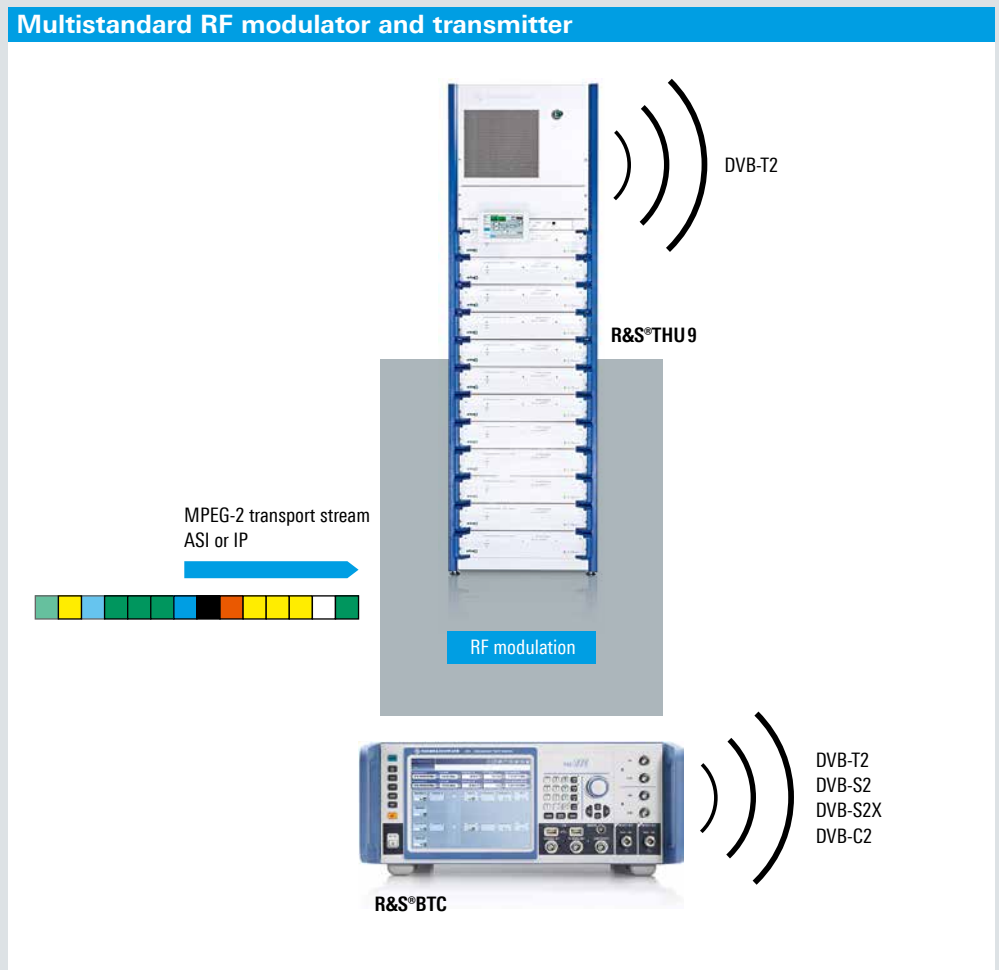 Multistandard RF modulator and transmitter
DVB-T2
R&S®THU9
MPEG-2 transport stream
ASI or IP
RF modulation
DVB-T2
DVB-S2
DVB-S2X
DVB-C2
R&S®BTC